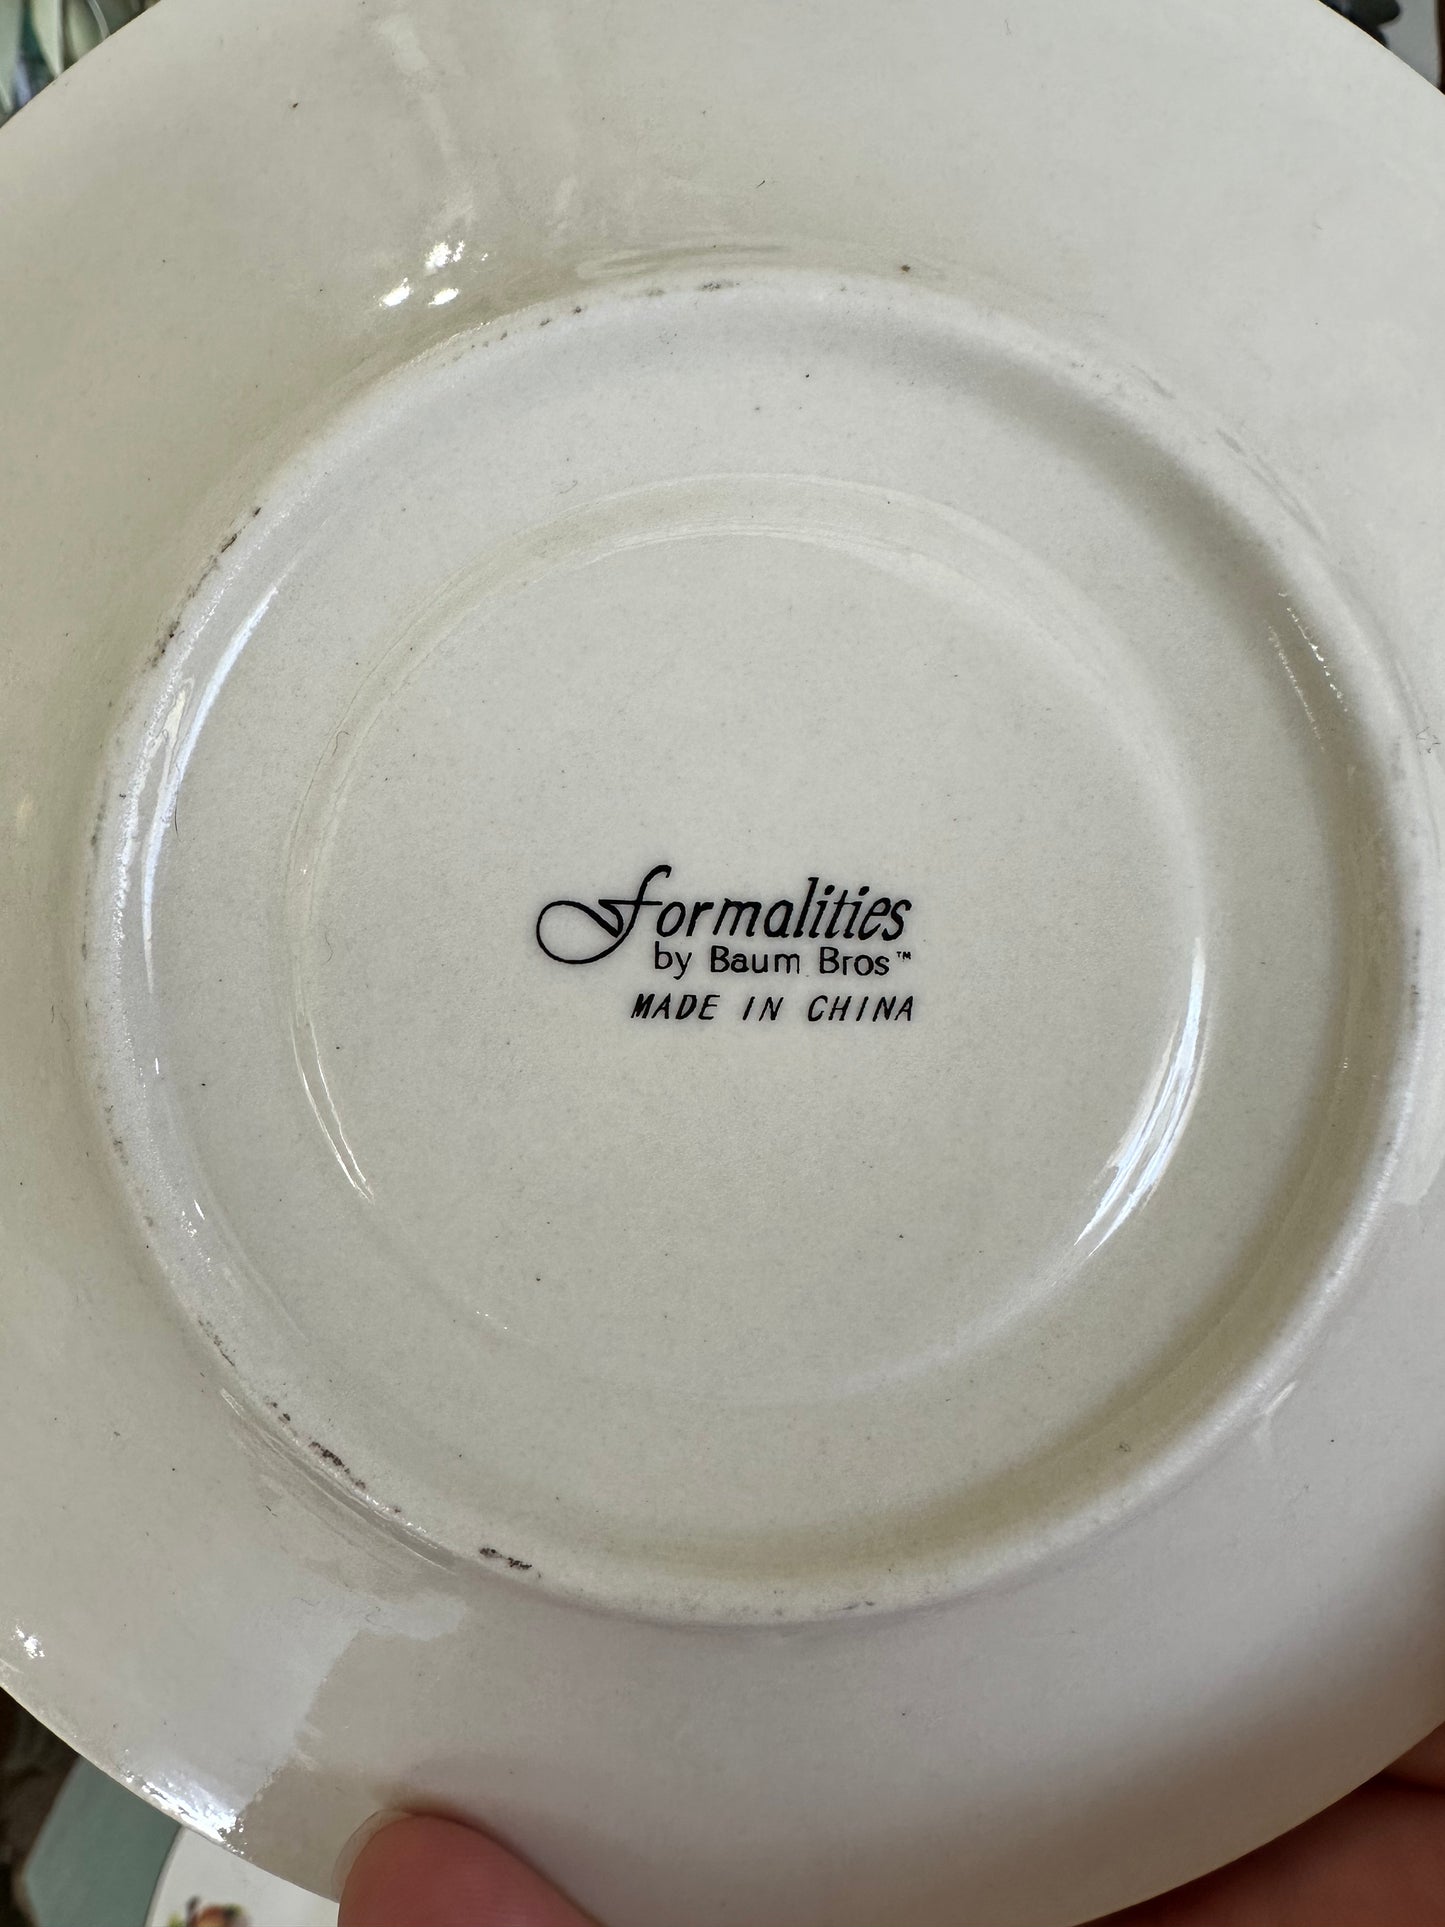 formalities
by Baum Bros™
MADE IN CHINA